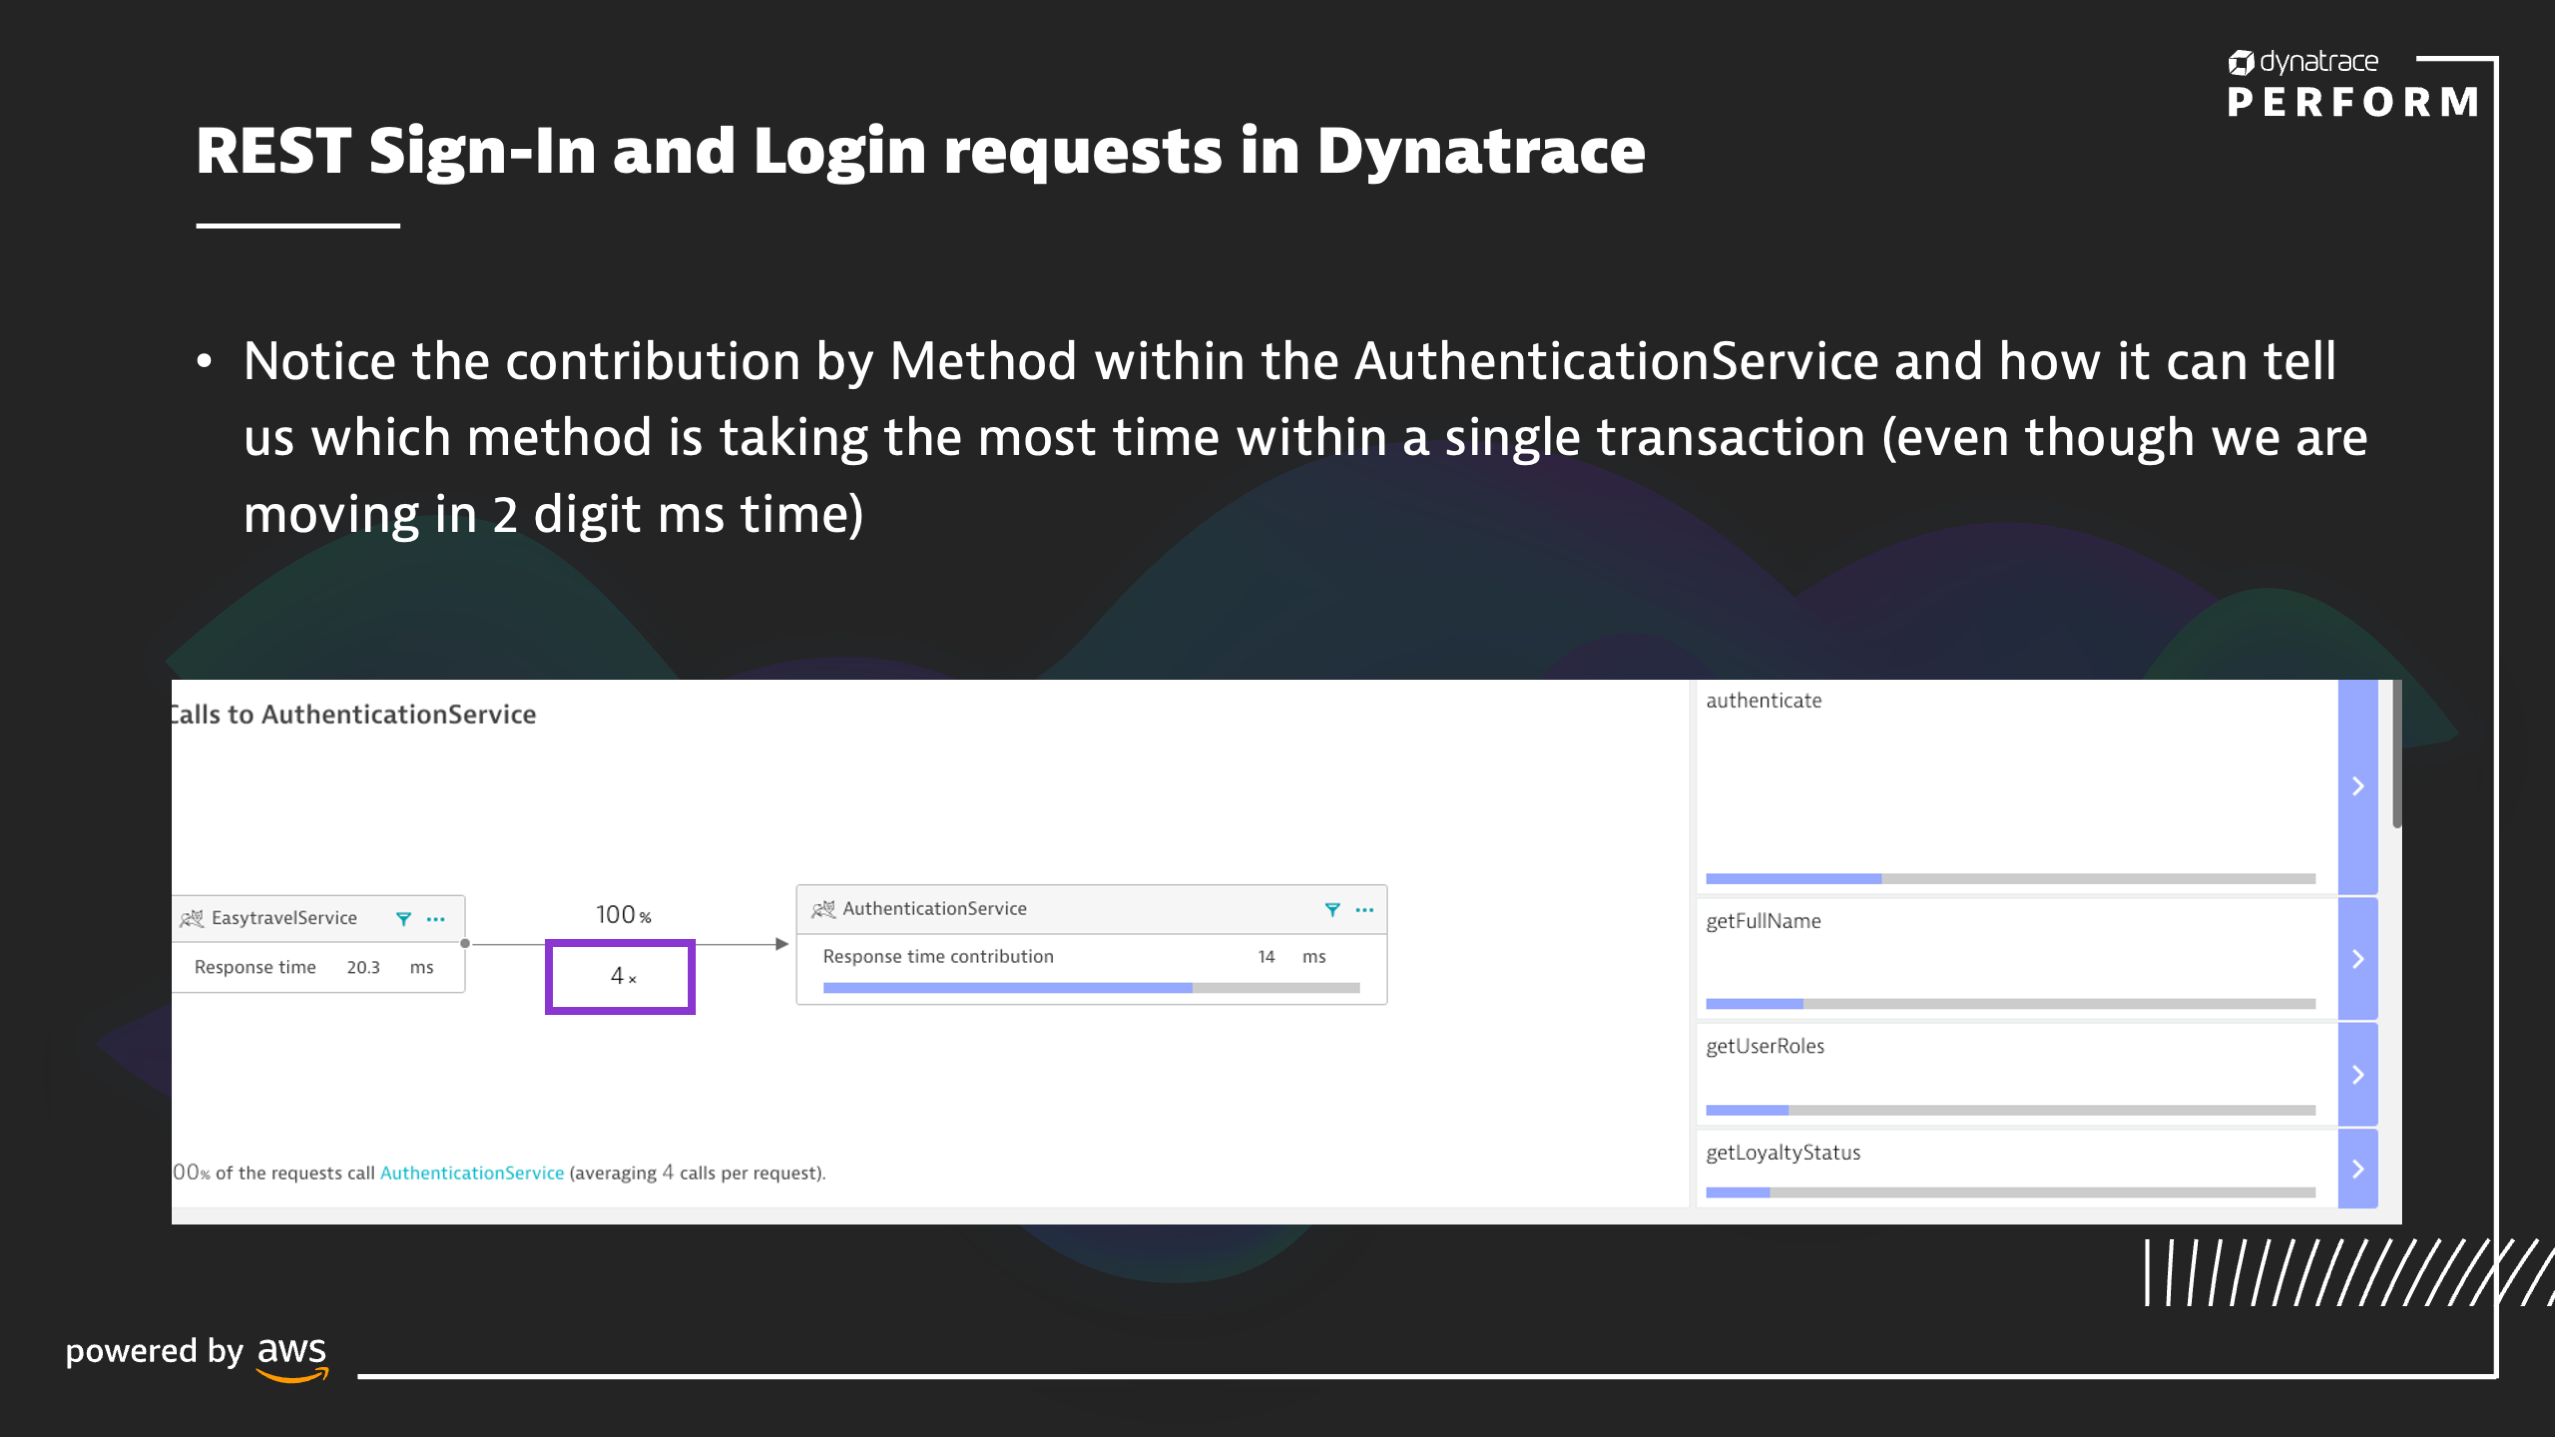 dynatrace
PERFORM
REST Sign-In and Login requests in Dynatrace
• Notice the contribution by Method within the AuthenticationService and how it can tell
us which method is taking the most time within a single transaction (even though we are
moving in 2 digit ms time)
Calls to AuthenticationService
EasytravelService
Response time 20.3 ms
100 %
4 x
AuthenticationService
Response time contribution 14 ms
00% of the requests call AuthenticationService (averaging 4 calls per request).
authenticate
getFullName
getUserRoles
getLoyaltyStatus
powered by aws